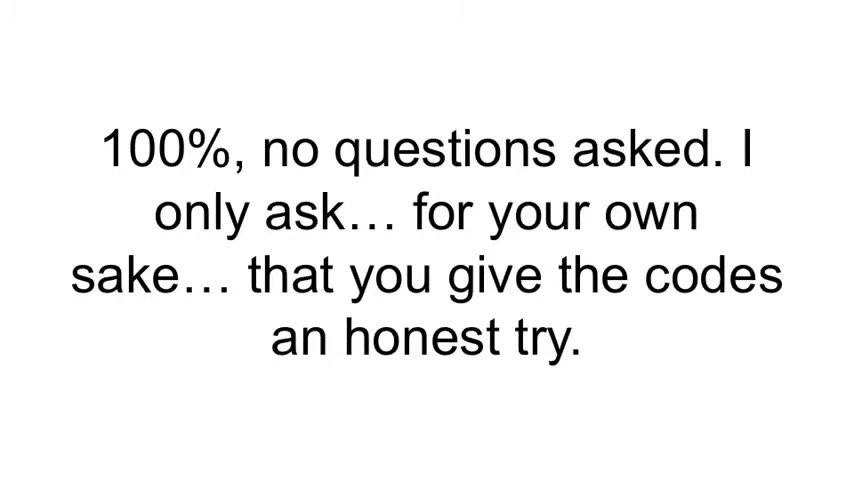 100%, no questions asked. I
only ask… for your own
sake… that you give the codes
an honest try.